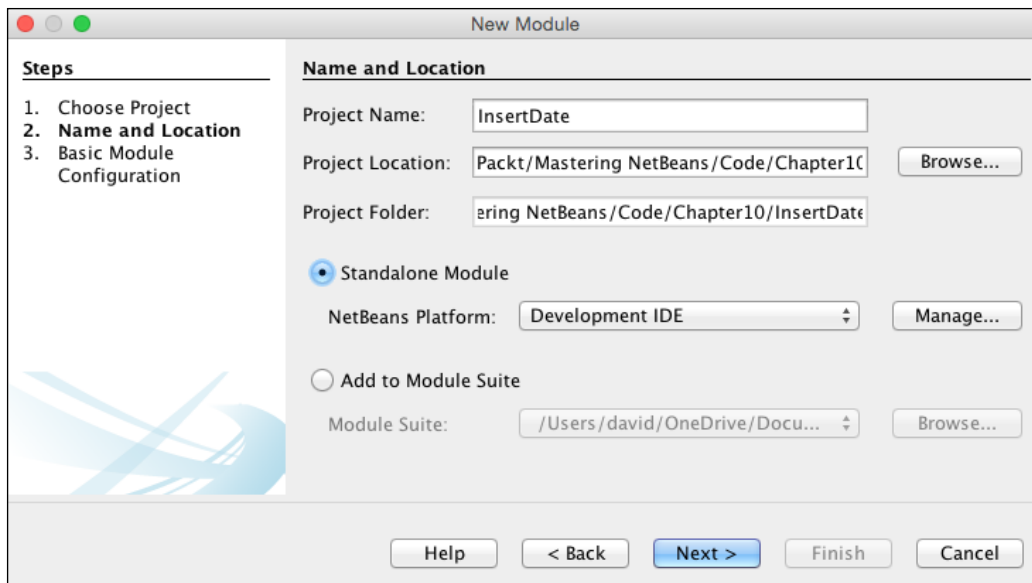 New Module
Steps
1. Choose Project
2. Name and Location
3. Basic Module
Configuration
Name and Location
Project Name: InsertDate
Project Location: Packt/Mastering NetBeans/Code/Chapter10 Browse...
Project Folder: ering NetBeans/Code/Chapter10/InsertDate
Standalone Module
NetBeans Platform: Development IDE Manage...
Add to Module Suite
Module Suite: /Users/david/OneDrive/Docu... Browse...
Help < Back Next > Finish Cancel